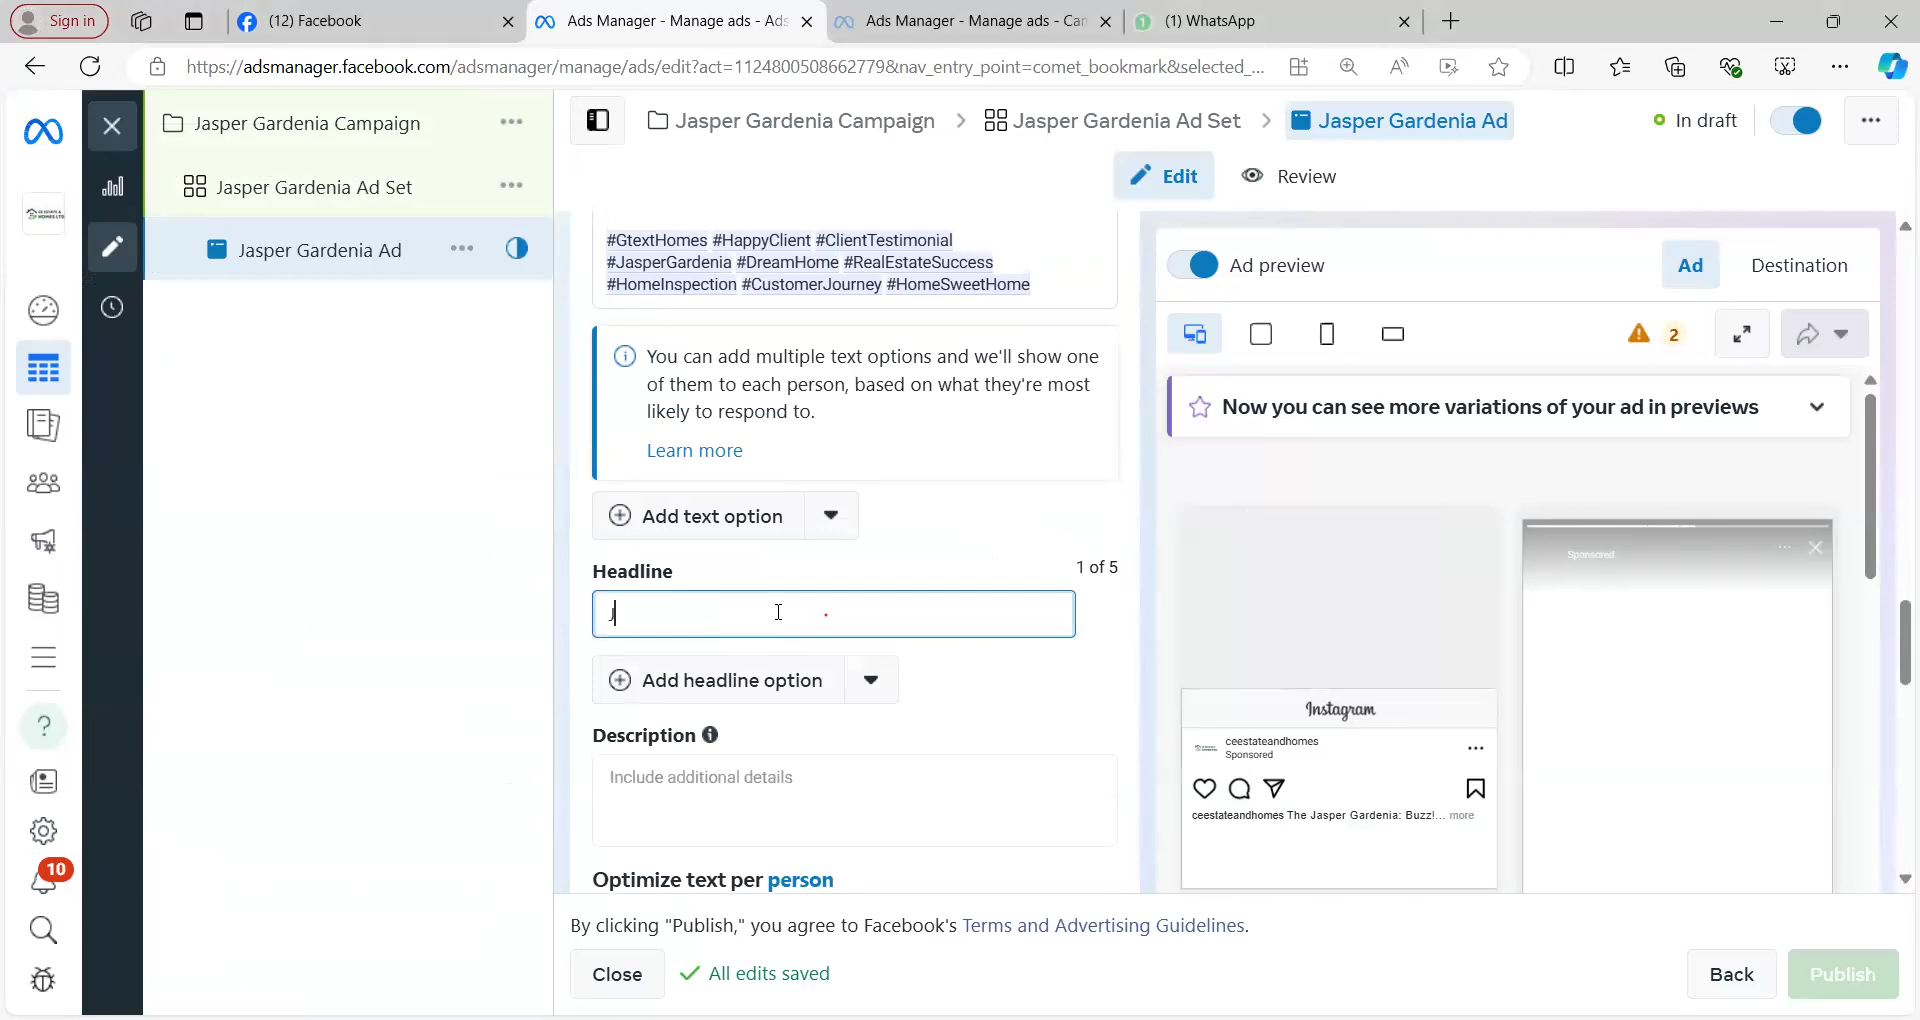 Sign in
(12) Facebook
Ads Manager - Manage ads - Ads
Ads Manager - Manage ads - Can
(1) WhatsApp
https://adsmanager.facebook.com/adsmanager/manage/ads/edit?act=1124800508662779&nav_entry_point=comet_bookmark&selected_...
Jasper Gardenia Campaign
Jasper Gardenia Ad Set
Jasper Gardenia Ad
10
Jasper Gardenia Campaign > Jasper Gardenia Ad Set > Jasper Gardenia Ad
In draft
Edit
Review
#GtextHomes #HappyClient #ClientTestimonial
#JasperGardenia #DreamHome #RealEstateSuccess
#HomeInspection #CustomerJourney #HomeSweetHome
You can add multiple text options and we'll show one
of them to each person, based on what they're most
likely to respond to.
Learn more
Add text option
Headline
1 of 5
J
Add headline option
Description
Include additional details
Optimize text per person
Ad preview
Ad
Destination
2
Now you can see more variations of your ad in previews
Instagram
ceestateandhomes
Sponsored
ceestateandhomes The Jasper Gardenia: Buzz!... more
Sponsored
By clicking "Publish," you agree to Facebook's Terms and Advertising Guidelines.
Close
All edits saved
Back
Publish